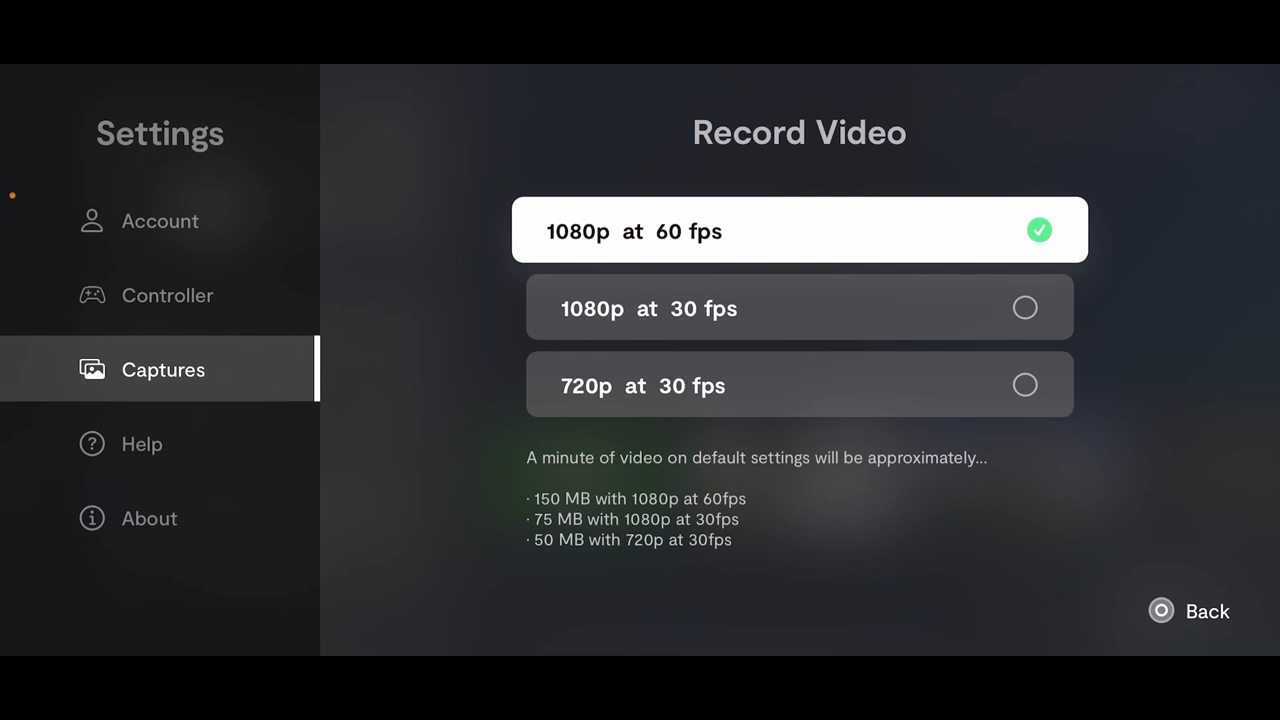 Settings
Account
Controller
Captures
Help
About
Record Video
1080p at 60 fps
1080p at 30 fps
720p at 30 fps
A minute of video on default settings will be approximately...
· 150 MB with 1080p at 60fps
· 75 MB with 1080p at 30fps
· 50 MB with 720p at 30fps
Back